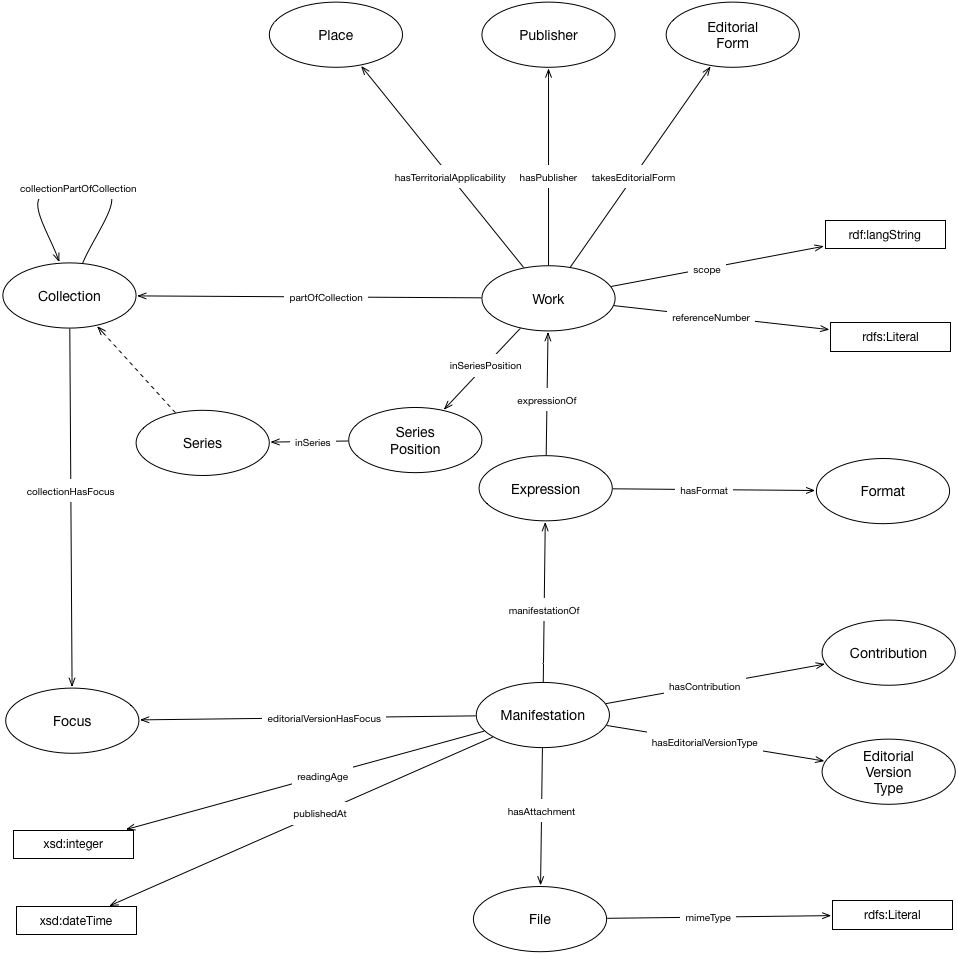 Place
Publisher
Editorial
Form
hasTerritorialApplicability
hasPublisher
takesEditorialForm
collectionPartOfCollection
rdf:langString
scope
Collection
partOfCollection
Work
referenceNumber
rdfs:Literal
inSeriesPosition
expressionOf
Series
inSeries
Series
Position
collectionHasFocus
Expression
hasFormat
Format
manifestationOf
Contribution
hasContribution
Focus
editorialVersionHasFocus
Manifestation
hasEditorialVersionType
Editorial
Version
Type
readingAge
publishedAt
hasAttachment
xsd:integer
xsd:dateTime
File
mimeType
rdfs:Literal